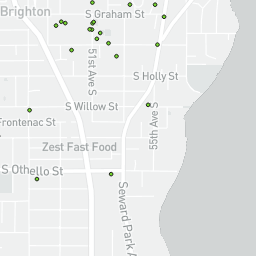 Brighton
S Graham St
51st Ave S
S Holly St
S Willow St
Frontenac St
55th Ave S
Zest Fast Food
S Othello St
Seward Park A